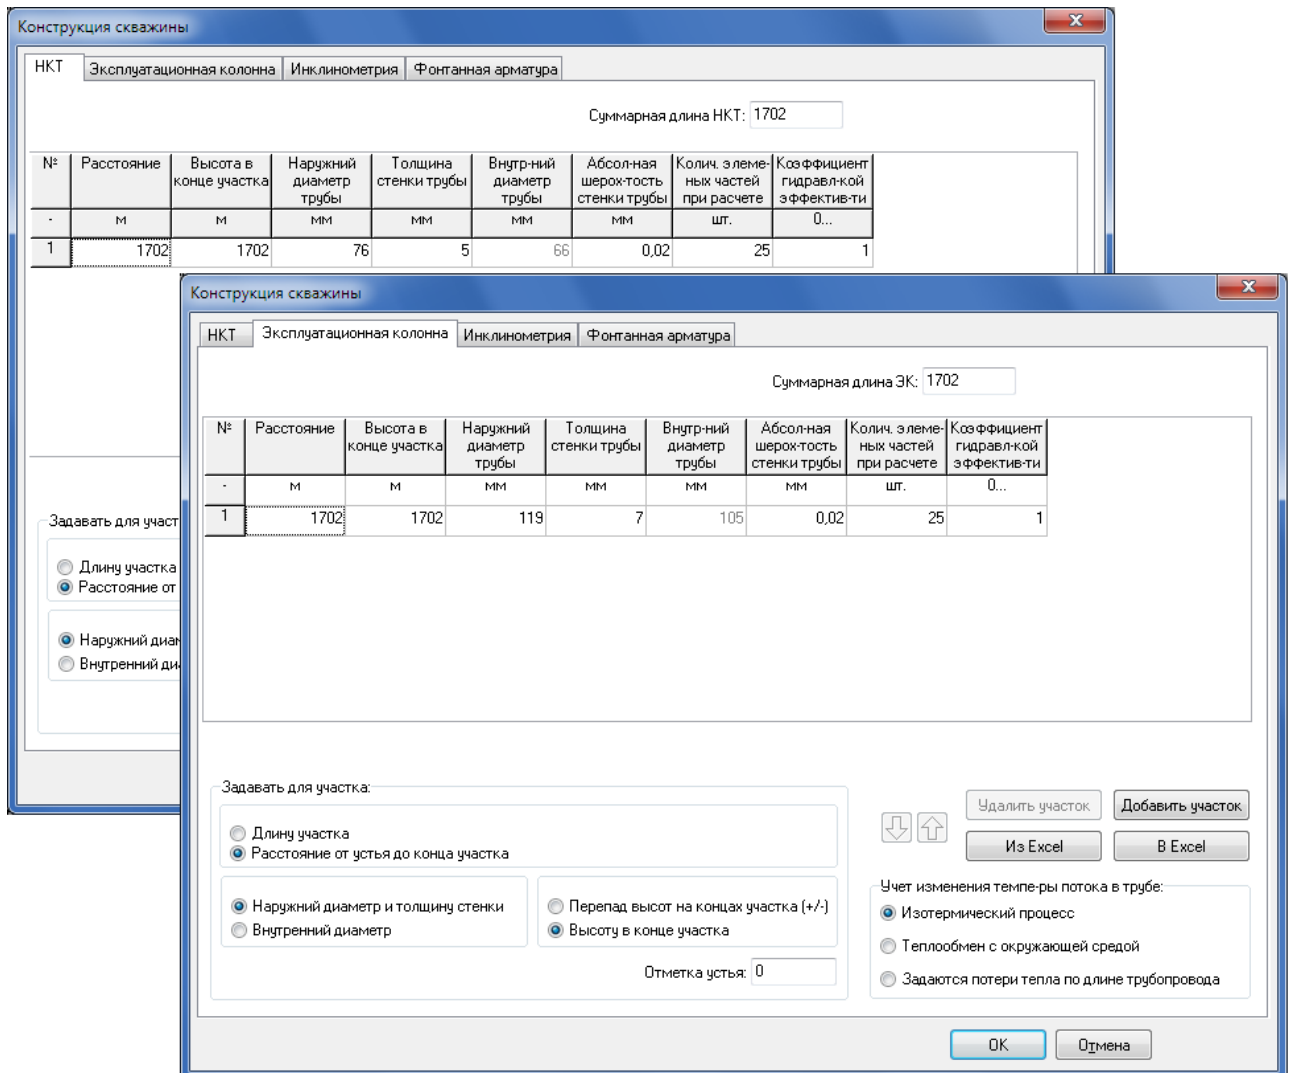 Конструкция скважины
НКТ Эксплуатационная колонна Инклинометрия Фонтанная арматура
Суммарная длина НКТ: 1702
№ Расстояние Высота в конце участка Наружний диаметр трубы Толщина стенки трубы Внутр-ний диаметр трубы Абсол-ная шерох-тость стенки трубы Колич. элеме-ных частей при расчете Коэффициент гидравл-кой эффектив-ти
- м м мм мм мм мм шт. 0...
1 1702 1702 76 5 66 0,02 25 1
Задавать для участ
Длину участка
Расстояние от
Наружний диам
Внутренний ди
Конструкция скважины
НКТ Эксплуатационная колонна Инклинометрия Фонтанная арматура
Суммарная длина ЭК: 1702
№ Расстояние Высота в конце участка Наружний диаметр трубы Толщина стенки трубы Внутр-ний диаметр трубы Абсол-ная шерох-тость стенки трубы Колич. элеме-ных частей при расчете Коэффициент гидравл-кой эффектив-ти
- м м мм мм мм мм шт. 0...
1 1702 1702 119 7 105 0,02 25 1
Задавать для участка:
Длину участка
Расстояние от устья до конца участка
Наружний диаметр и толщину стенки
Внутренний диаметр
Перепад высот на концах участка (+/-)
Высоту в конце участка
Отметка устья: 0
Удалить участок Добавить участок
Из Excel В Excel
Учет изменения темпе-ры потока в трубе:
Изотермический процесс
Теплообмен с окружающей средой
Задаются потери тепла по длине трубопровода
OK Отмена